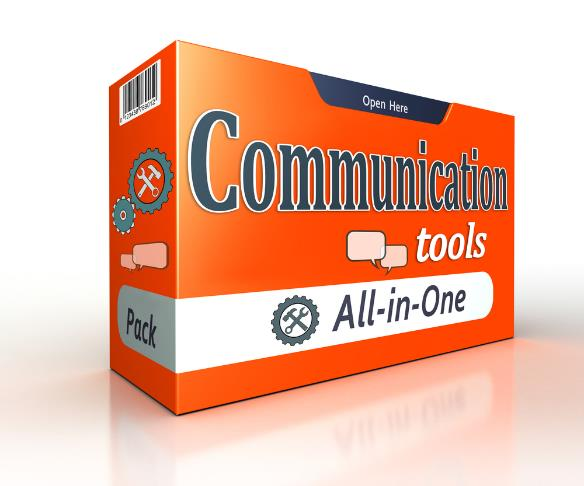 Open Here
Communication
tools
All-in-One
Pack